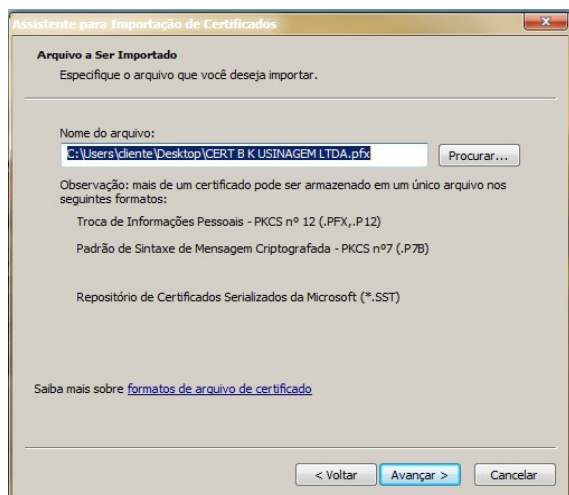 Assistente para Importação de Certificados
Arquivo a Ser Importado
Especifique o arquivo que você deseja importar.
Nome do arquivo:
C:\Users\cliente\Desktop\CERT B K USINAGEM LTDA.pfx
Procurar...
Observação: mais de um certificado pode ser armazenado em um único arquivo nos
seguintes formatos:
Troca de Informações Pessoais - PKCS nº 12 (.PFX,.P12)
Padrão de Sintaxe de Mensagem Criptografada - PKCS nº7 (.P7B)
Repositório de Certificados Serializados da Microsoft (*.SST)
Saiba mais sobre formatos de arquivo de certificado
< Voltar
Avançar >
Cancelar